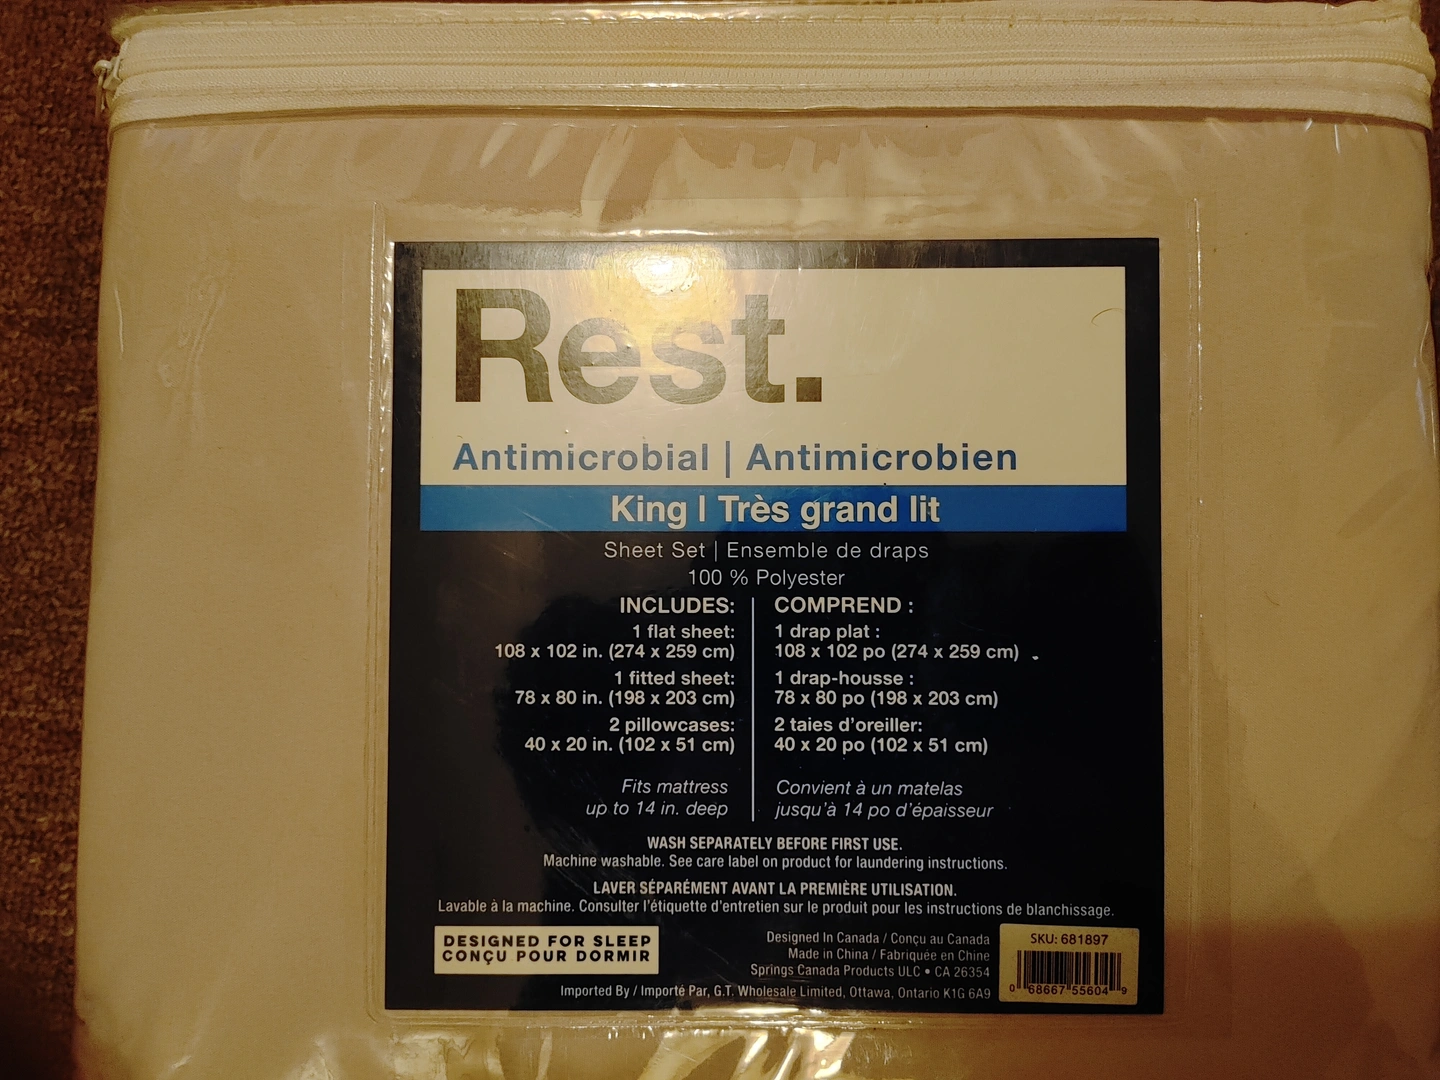 Rest.
Antimicrobial | Antimicrobien
King | Très grand lit
Sheet Set | Ensemble de draps
100 % Polyester
INCLUDES:
1 flat sheet:
108 x 102 in. (274 x 259 cm)
1 fitted sheet:
78 x 80 in. (198 x 203 cm)
2 pillowcases:
40 x 20 in. (102 x 51 cm)
Fits mattress
up to 14 in. deep
COMPREND :
1 drap plat :
108 x 102 po (274 x 259 cm)
1 drap-housse :
78 x 80 po (198 x 203 cm)
2 taies d'oreiller:
40 x 20 po (102 x 51 cm)
Convient à un matelas
jusqu'à 14 po d'épaisseur
WASH SEPARATELY BEFORE FIRST USE.
Machine washable. See care label on product for laundering instructions.
LAVER SÉPARÉMENT AVANT LA PREMIÈRE UTILISATION.
Lavable à la machine. Consulter l'étiquette d'entretien sur le produit pour les instructions de blanchissage.
DESIGNED FOR SLEEP
CONÇU POUR DORMIR
Designed In Canada / Conçu au Canada
Made in China / Fabriquée en Chine
Springs Canada Products ULC • CA 26354
Imported By / Importé Par, G.T. Wholesale Limited, Ottawa, Ontario K1G 6A9
SKU: 681897
0 68667 55604 9